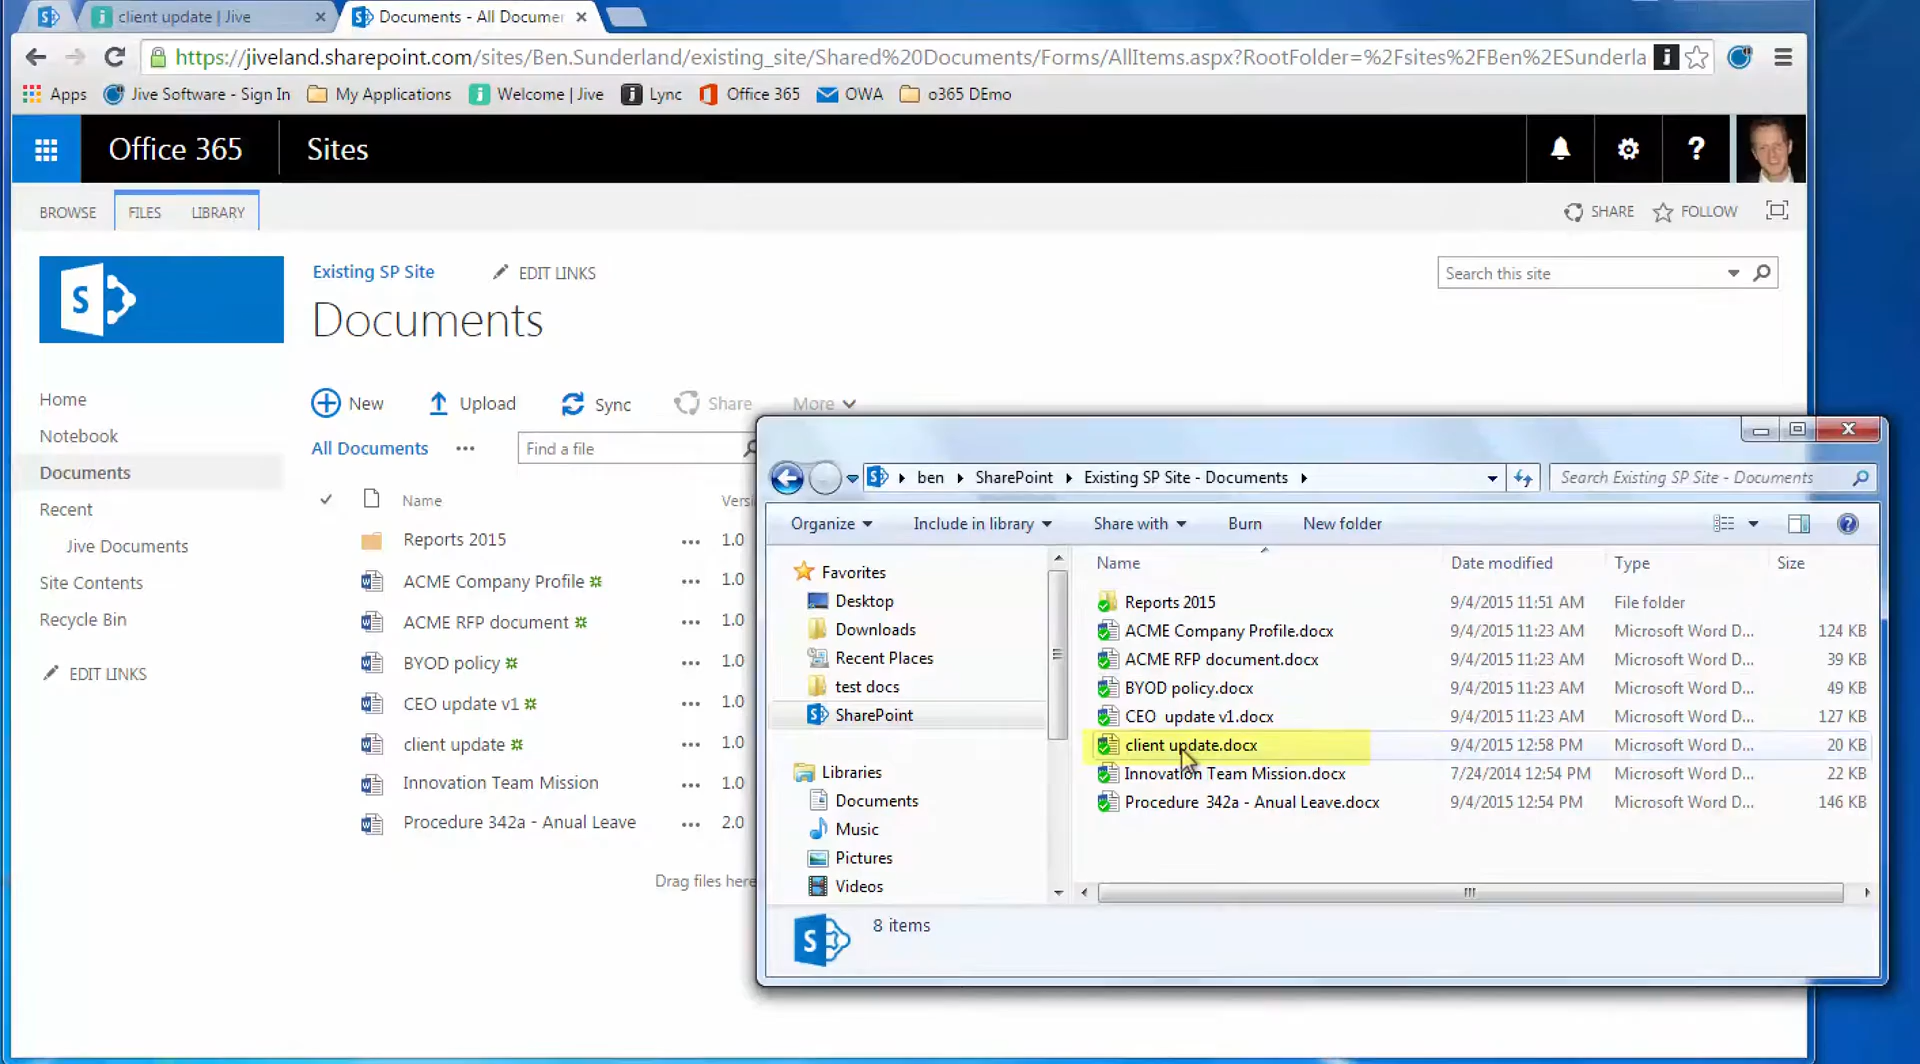 client update | Jive
Documents - All Documen
https://jiveland.sharepoint.com/sites/Ben.Sunderland/existing_site/Shared%20Documents/Forms/AllItems.aspx?RootFolder=%2Fsites%2FBen%2ESunderla
Apps Jive Software - Sign In My Applications Welcome | Jive Lync Office 365 OWA o365 DEmo
Office 365 Sites
BROWSE FILES LIBRARY SHARE FOLLOW
Existing SP Site EDIT LINKS Search this site
Documents
Home
Notebook
Documents
Recent
Jive Documents
Site Contents
Recycle Bin
EDIT LINKS
New Upload Sync Share More
All Documents ... Find a file
Name Versi
Reports 2015 ... 1.0
ACME Company Profile ... 1.0
ACME RFP document ... 1.0
BYOD policy ... 1.0
CEO update v1 ... 1.0
client update ... 1.0
Innovation Team Mission ... 1.0
Procedure 342a - Anual Leave ... 2.0
Drag files here
ben SharePoint Existing SP Site - Documents Search Existing SP Site - Documents
Organize Include in library Share with Burn New folder
Favorites
Desktop
Downloads
Recent Places
test docs
SharePoint
Libraries
Documents
Music
Pictures
Videos
Name Date modified Type Size
Reports 2015 9/4/2015 11:51 AM File folder
ACME Company Profile.docx 9/4/2015 11:23 AM Microsoft Word D... 124 KB
ACME RFP document.docx 9/4/2015 11:23 AM Microsoft Word D... 39 KB
BYOD policy.docx 9/4/2015 11:23 AM Microsoft Word D... 49 KB
CEO update v1.docx 9/4/2015 11:23 AM Microsoft Word D... 127 KB
client update.docx 9/4/2015 12:58 PM Microsoft Word D... 20 KB
Innovation Team Mission.docx 7/24/2014 12:54 PM Microsoft Word D... 22 KB
Procedure 342a - Anual Leave.docx 9/4/2015 12:54 PM Microsoft Word D... 146 KB
8 items